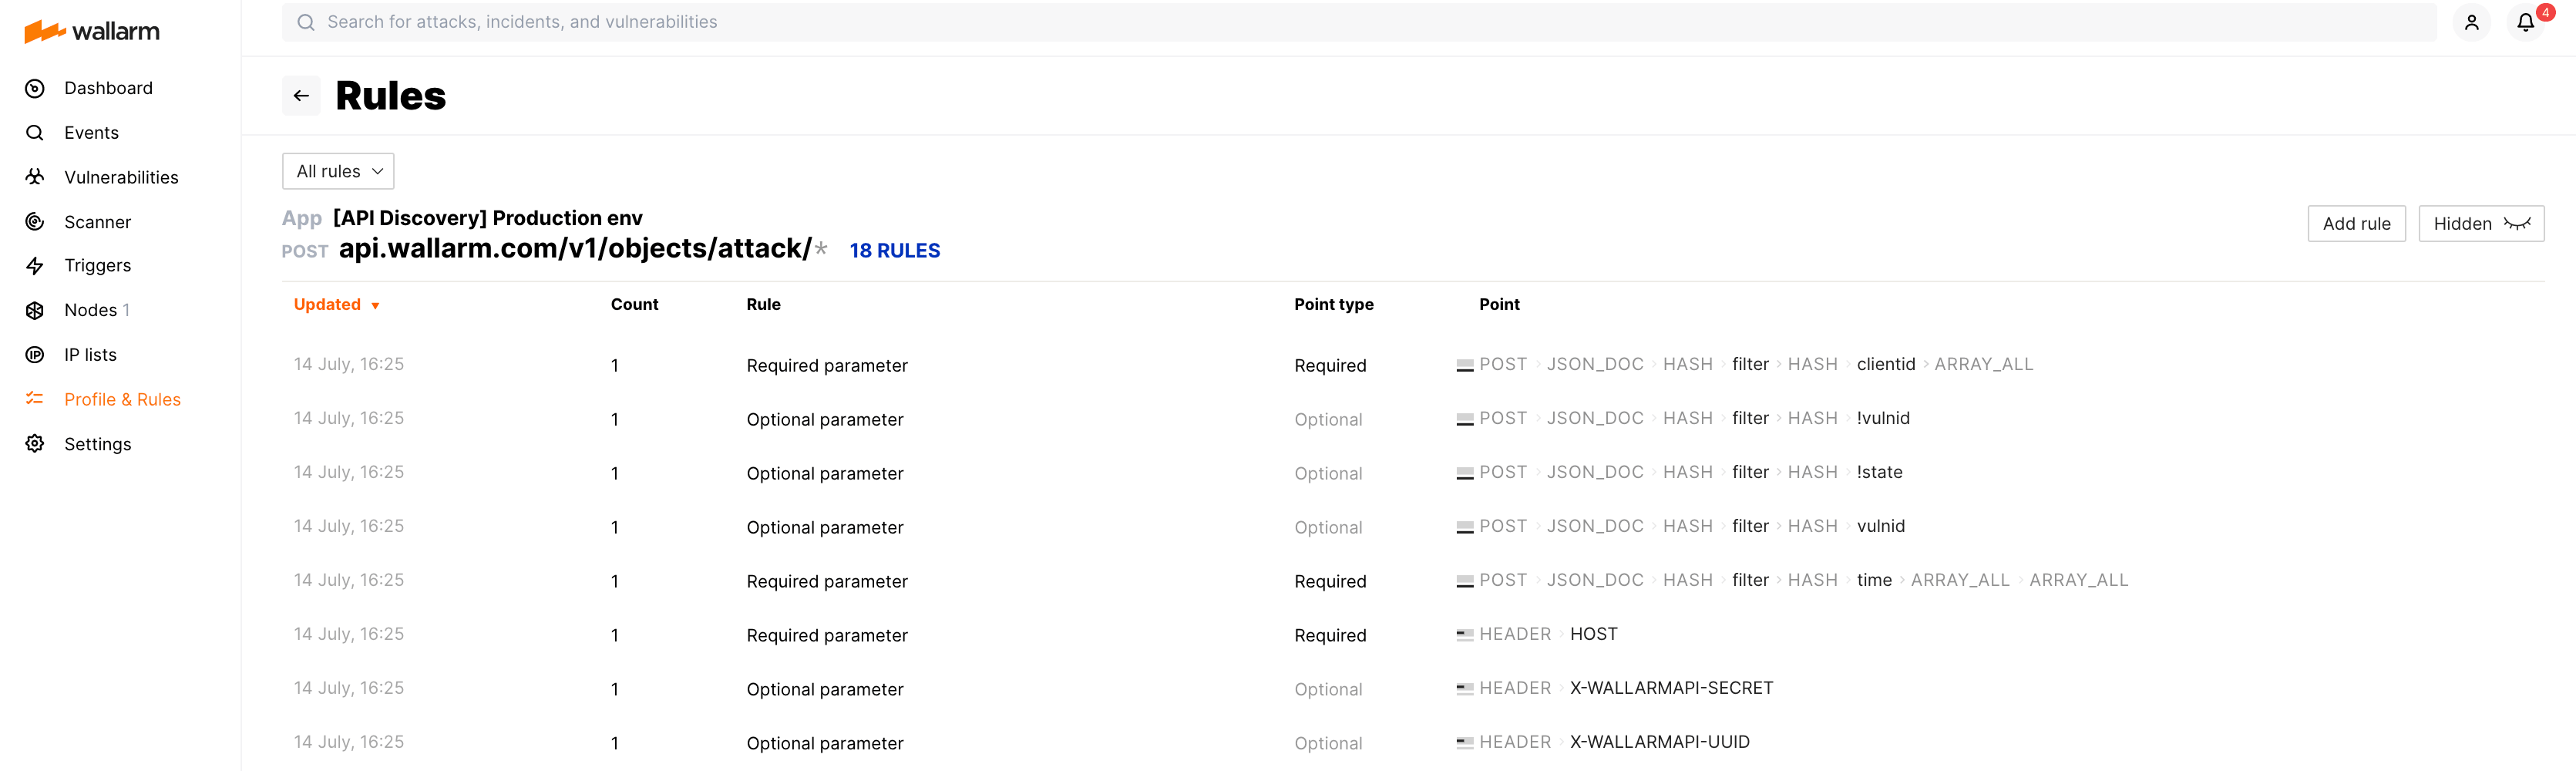 wallarm
Search for attacks, incidents, and vulnerabilities
4
Dashboard
Events
Vulnerabilities
Scanner
Triggers
Nodes 1
IP lists
Profile & Rules
Settings
Rules
All rules
App [API Discovery] Production env
POST api.wallarm.com/v1/objects/attack/* 18 RULES
Add rule
Hidden
Updated ▼ Count Rule Point type Point
14 July, 16:25 1 Required parameter Required POST › JSON_DOC › HASH › filter › HASH › clientid › ARRAY_ALL
14 July, 16:25 1 Optional parameter Optional POST › JSON_DOC › HASH › filter › HASH › !vulnid
14 July, 16:25 1 Optional parameter Optional POST › JSON_DOC › HASH › filter › HASH › !state
14 July, 16:25 1 Optional parameter Optional POST › JSON_DOC › HASH › filter › HASH › vulnid
14 July, 16:25 1 Required parameter Required POST › JSON_DOC › HASH › filter › HASH › time › ARRAY_ALL › ARRAY_ALL
14 July, 16:25 1 Required parameter Required HEADER › HOST
14 July, 16:25 1 Optional parameter Optional HEADER › X-WALLARMAPI-SECRET
14 July, 16:25 1 Optional parameter Optional HEADER › X-WALLARMAPI-UUID